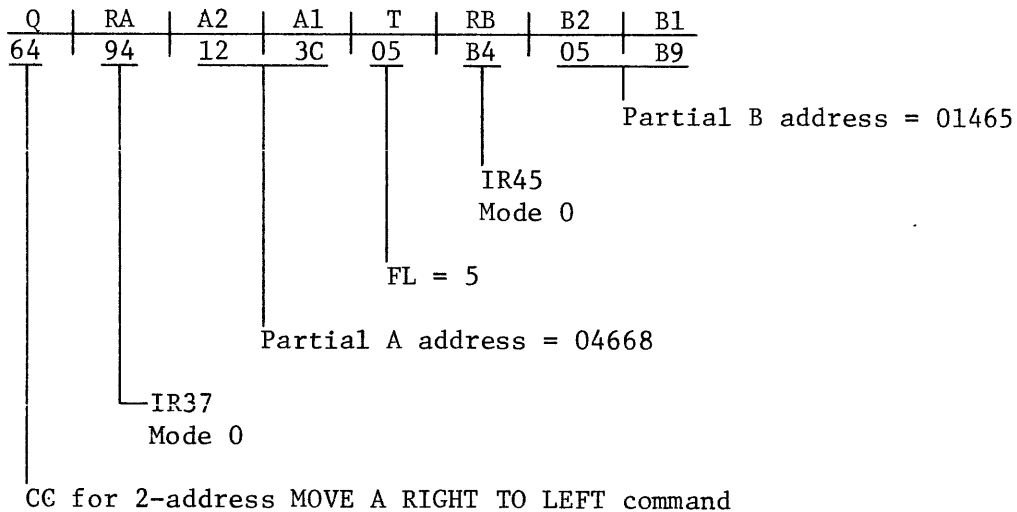 Q | RA | A2 | A1 | T | RB | B2 | B1
64 | 94 | 12 | 3C | 05 | B4 | 05 | B9
Partial B address = 01465
IR45
Mode 0
FL = 5
Partial A address = 04668
IR37
Mode 0
CC for 2-address MOVE A RIGHT TO LEFT command